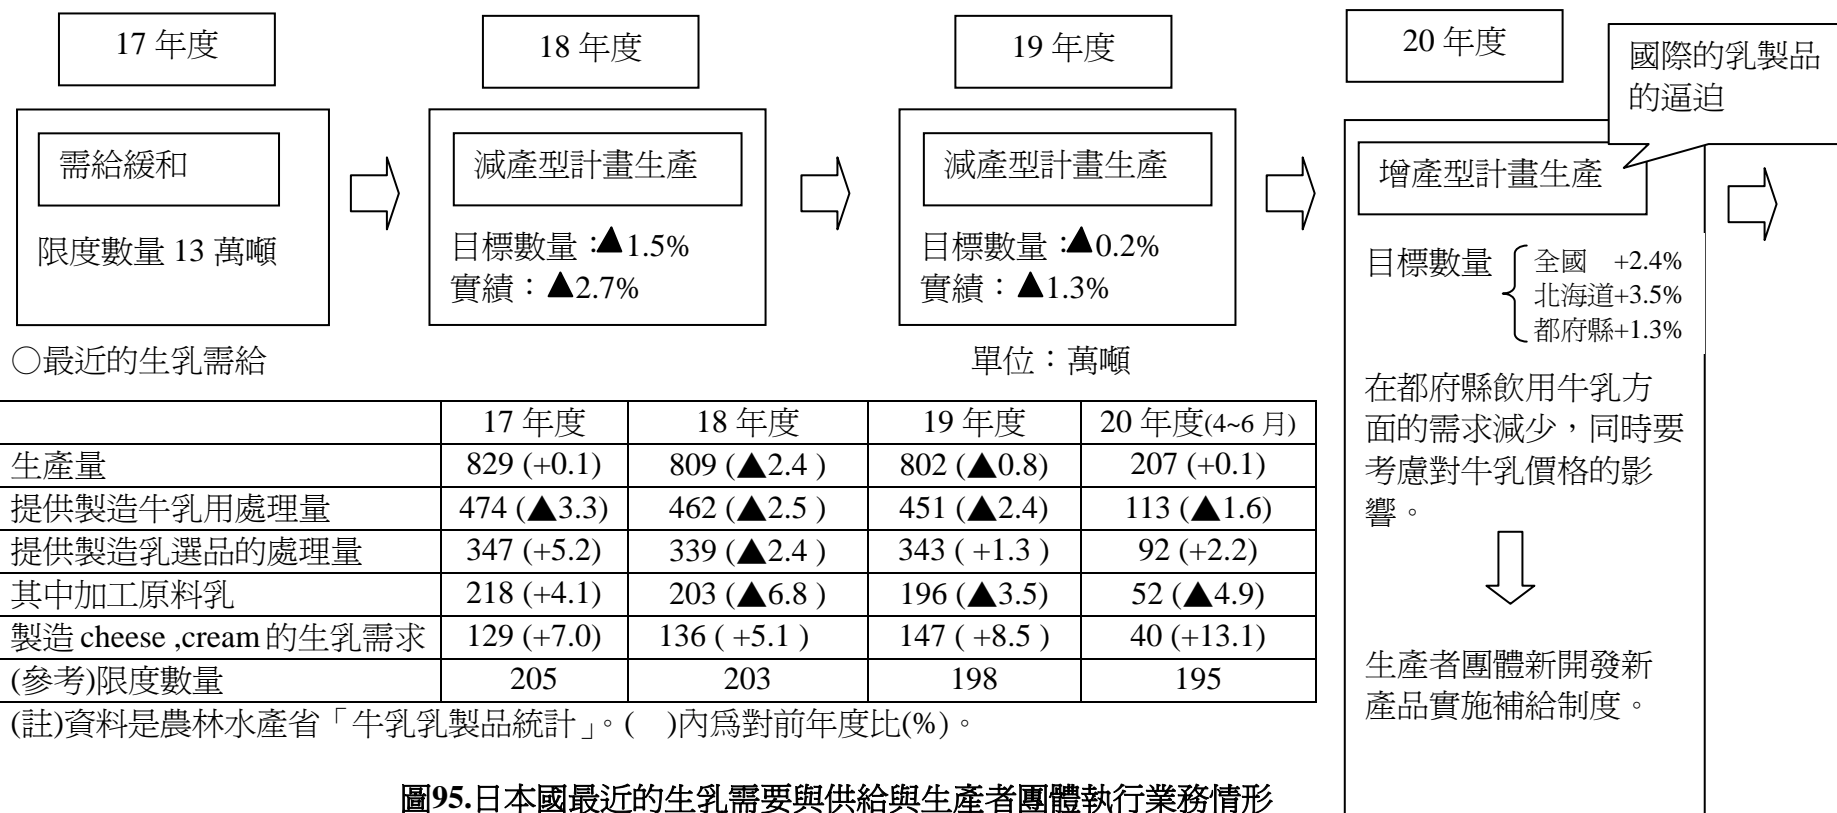 17 年度
18 年度
19 年度
20 年度
國際的乳製品
的逼迫
需給緩和
限度數量 13 萬噸
減產型計畫生產
目標數量：▲1.5%
實績：▲2.7%
減產型計畫生產
目標數量：▲0.2%
實績：▲1.3%
增產型計畫生產
目標數量
全國 +2.4%
北海道+3.5%
都府縣+1.3%
在都府縣飲用牛乳方
面的需求減少，同時要
考慮對牛乳價格的影
響。
生產者團體新開發新
產品實施補給制度。
○最近的生乳需給 單位：萬噸
17 年度 18 年度 19 年度 20 年度(4~6 月)
生產量 829 (+0.1) 809 (▲2.4 ) 802 (▲0.8) 207 (+0.1)
提供製造牛乳用處理量 474 (▲3.3) 462 (▲2.5 ) 451 (▲2.4) 113 (▲1.6)
提供製造乳選品的處理量 347 (+5.2) 339 (▲2.4 ) 343 ( +1.3 ) 92 (+2.2)
其中加工原料乳 218 (+4.1) 203 (▲6.8 ) 196 (▲3.5) 52 (▲4.9)
製造 cheese ,cream 的生乳需求 129 (+7.0) 136 ( +5.1 ) 147 ( +8.5 ) 40 (+13.1)
(參考)限度數量 205 203 198 195
(註)資料是農林水產省「牛乳乳製品統計」。( )內為對前年度比(%)。
圖95.日本國最近的生乳需要與供給與生產者團體執行業務情形